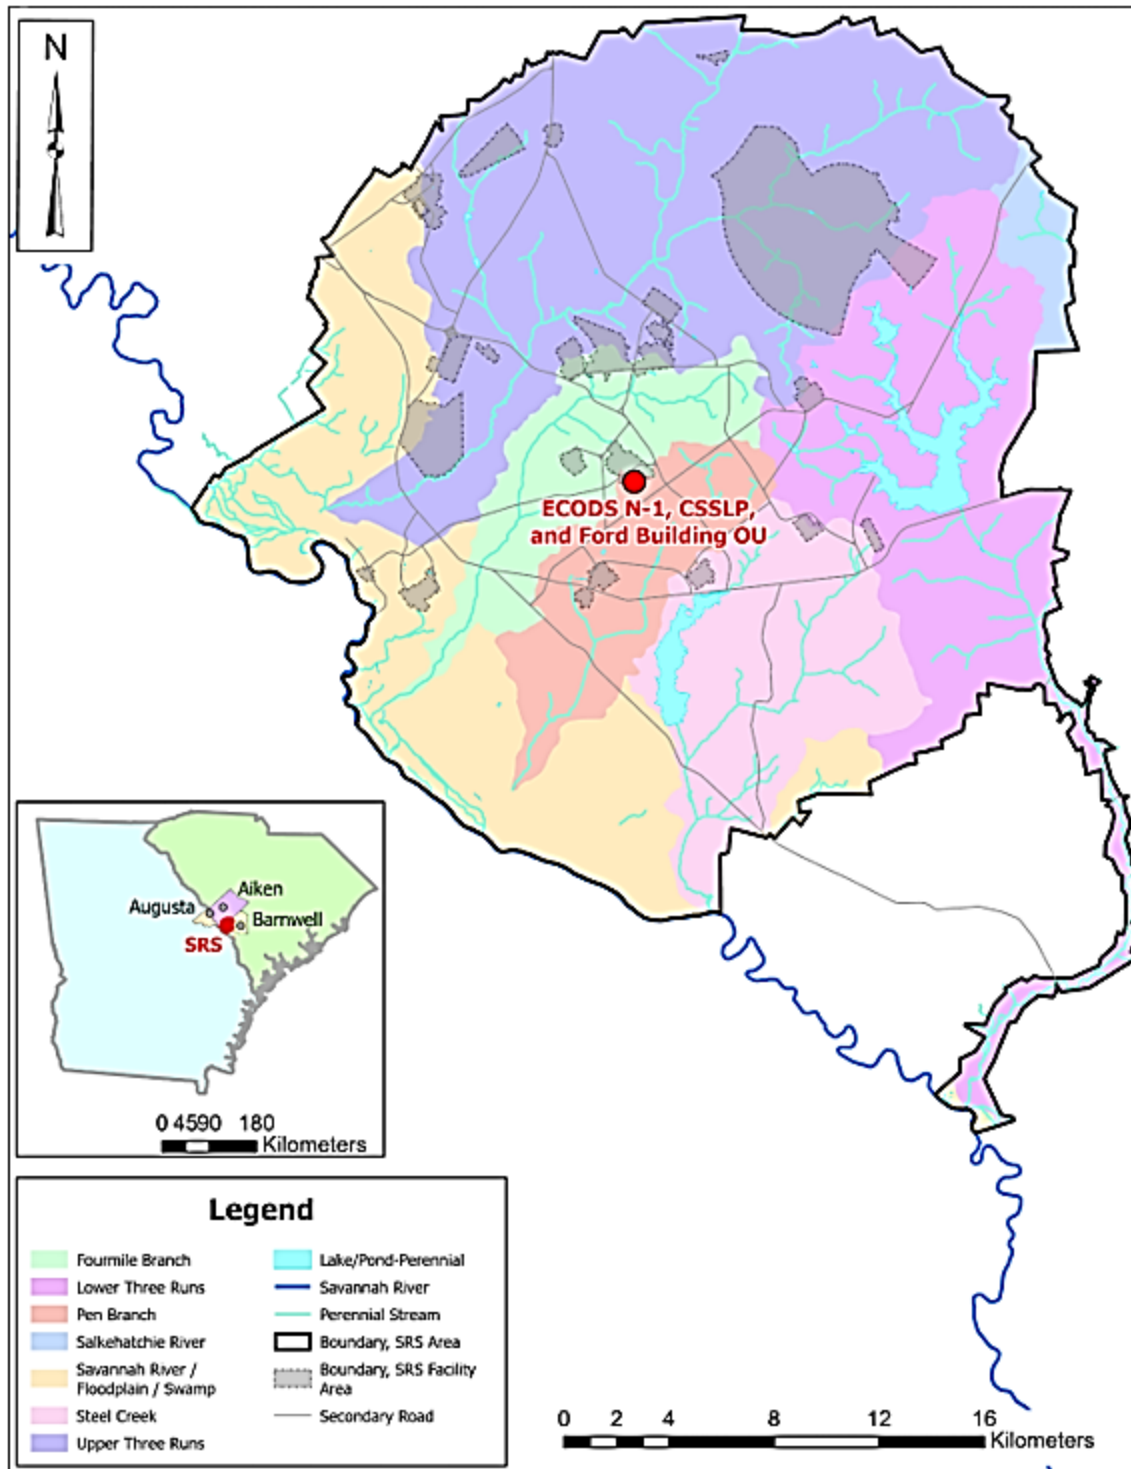 N
ECODS N-1, CSSLP,
and Ford Building OU
Aiken
Augusta
Barnwell
SRS
0 4590 180
Kilometers
Legend
Fourmile Branch
Lower Three Runs
Pen Branch
Salkehatchie River
Savannah River /
Floodplain / Swamp
Steel Creek
Upper Three Runs
Lake/Pond-Perennial
Savannah River
Perennial Stream
Boundary, SRS Area
Boundary, SRS Facility
Area
Secondary Road
0 2 4 8 12 16
Kilometers